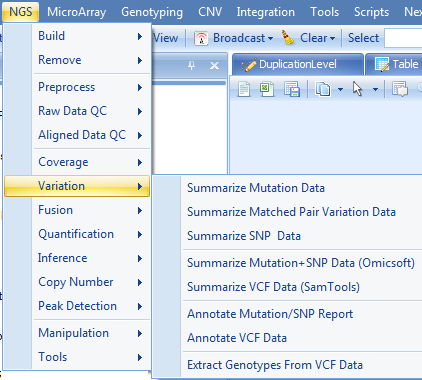 NGS MicroArray Genotyping CNV Integration Tools Scripts
View Broadcast Clear Select
DuplicationLevel Table
Build
Remove
Preprocess
Raw Data QC
Aligned Data QC
Coverage
Variation
Fusion
Quantification
Inference
Copy Number
Peak Detection
Manipulation
Tools
Summarize Mutation Data
Summarize Matched Pair Variation Data
Summarize SNP Data
Summarize Mutation+SNP Data (Omicsoft)
Summarize VCF Data (SamTools)
Annotate Mutation/SNP Report
Annotate VCF Data
Extract Genotypes From VCF Data